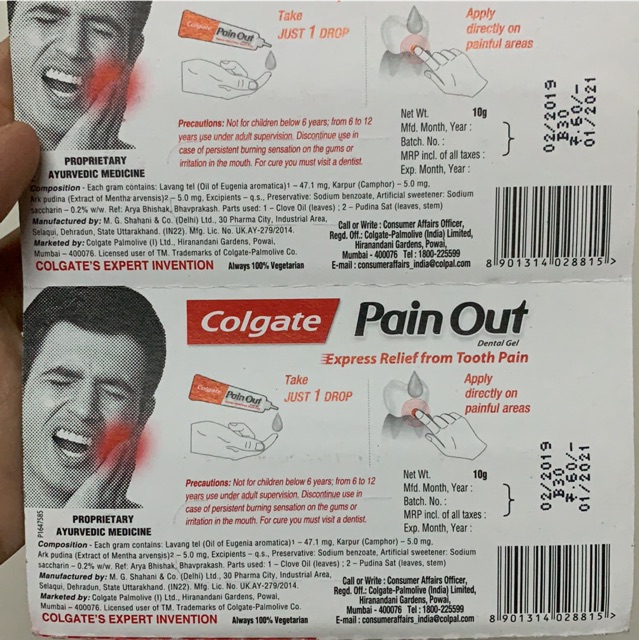 Colgate
Pain Out
Take
JUST 1 DROP
Apply
directly on
painful areas
Precautions: Not for children below 6 years; from 6 to 12
years use under adult supervision. Discontinue use in
case of persistent burning sensation on the gums or
irritation in the mouth. For cure you must visit a dentist.
Net Wt. 10g
Mfd. Month, Year :
Batch. No. :
MRP incl. of all taxes :
Exp. Month, Year :
02/2019
B30
₹.60/-
01/2021
PROPRIETARY
AYURVEDIC MEDICINE
Composition - Each gram contains: Lavang tel (Oil of Eugenia aromatica)1 – 47.1 mg, Karpur (Camphor) – 5.0 mg.
Ark pudina (Extract of Mentha arvensis)2 – 5.0 mg, Excipients – q.s., Preservative: Sodium benzoate, Artificial sweetener: Sodium
saccharin – 0.2% w/w. Ref: Arya Bhishak, Bhavprakash. Parts used: 1 – Clove Oil (leaves) ; 2 – Pudina Sat (leaves, stem)
Manufactured by: M. G. Shahani & Co. (Delhi) Ltd., 30 Pharma City, Industrial Area,
Selaqui, Dehradun, State Uttarakhand. (IN22). Mfg. Lic. No. UK.AY-279/2014.
Marketed by: Colgate Palmolive (I) Ltd., Hiranandani Gardens, Powai,
Mumbai – 400076. Licensed user of TM. Trademarks of Colgate-Palmolive Co.
COLGATE'S EXPERT INVENTION Always 100% Vegetarian
Call or Write : Consumer Affairs Officer,
Regd. Off.: Colgate-Palmolive (India) Limited,
Hiranandani Gardens, Powai,
Mumbai - 400076 Tel : 1800-225599
E-mail : consumeraffairs_india@colpal.com
8 901314 028815 >
Colgate Pain Out
Dental Gel
Express Relief from Tooth Pain
Colgate
Pain Out
Take
JUST 1 DROP
Apply
directly on
painful areas
Precautions: Not for children below 6 years; from 6 to 12
years use under adult supervision. Discontinue use in
case of persistent burning sensation on the gums or
irritation in the mouth. For cure you must visit a dentist.
Net Wt. 10g
Mfd. Month, Year :
Batch. No. :
MRP incl. of all taxes :
Exp. Month, Year :
02/2019
B30
₹.60/-
01/2021
P1647585
PROPRIETARY
AYURVEDIC MEDICINE
Composition - Each gram contains: Lavang tel (Oil of Eugenia aromatica)1 – 47.1 mg, Karpur (Camphor) – 5.0 mg.
Ark pudina (Extract of Mentha arvensis)2 – 5.0 mg, Excipients – q.s., Preservative: Sodium benzoate, Artificial sweetener: Sodium
saccharin – 0.2% w/w. Ref: Arya Bhishak, Bhavprakash. Parts used: 1 – Clove Oil (leaves) ; 2 – Pudina Sat (leaves, stem)
Manufactured by: M. G. Shahani & Co. (Delhi) Ltd., 30 Pharma City, Industrial Area,
Selaqui, Dehradun, State Uttarakhand. (IN22). Mfg. Lic. No. UK.AY-279/2014.
Marketed by: Colgate Palmolive (I) Ltd., Hiranandani Gardens, Powai,
Mumbai – 400076. Licensed user of TM. Trademarks of Colgate-Palmolive Co.
COLGATE'S EXPERT INVENTION Always 100% Vegetarian
Call or Write : Consumer Affairs Officer,
Regd. Off.: Colgate-Palmolive (India) Limited,
Hiranandani Gardens, Powai,
Mumbai - 400076 Tel : 1800-225599
E-mail : consumeraffairs_india@colpal.com
8 901314 028815 >